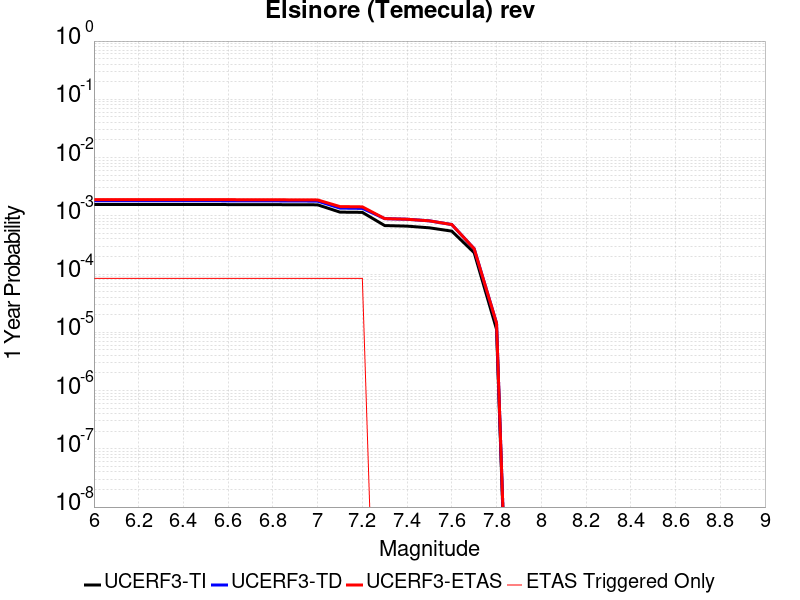 Elsinore (Temecula) rev
10^0
10^-1
10^-2
10^-3
10^-4
10^-5
10^-6
10^-7
10^-8
1 Year Probability
6 6.2 6.4 6.6 6.8 7 7.2 7.4 7.6 7.8 8 8.2 8.4 8.6 8.8 9
Magnitude
UCERF3-TI UCERF3-TD UCERF3-ETAS ETAS Triggered Only